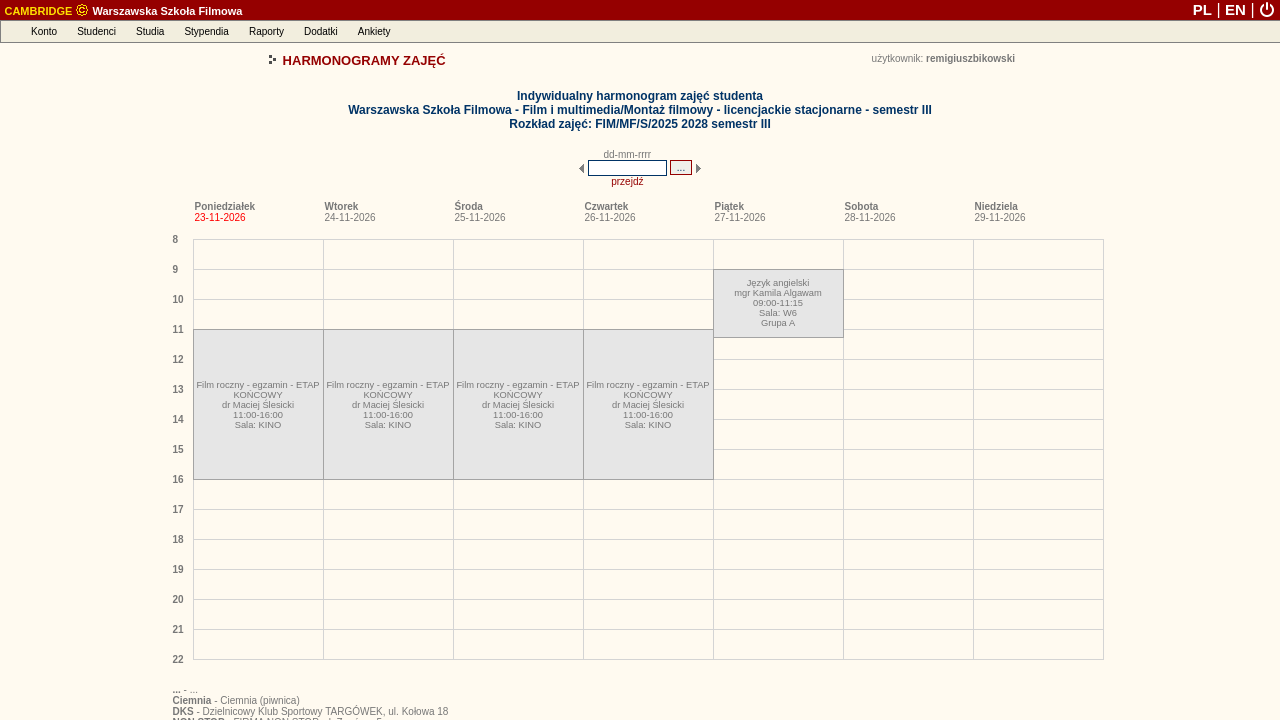 CAMBRIDGE Warszawska Szkoła Filmowa
PL | EN |
Konto Studenci Studia Stypendia Raporty Dodatki Ankiety
HARMONOGRAMY ZAJĘĆ
użytkownik: remigiuszbikowski
Indywidualny harmonogram zajęć studenta
Warszawska Szkoła Filmowa - Film i multimedia/Montaż filmowy - licencjackie stacjonarne - semestr III
Rozkład zajęć: FIM/MF/S/2025 2028 semestr III
dd-mm-rrrr
...
przejdź
Poniedziałek Wtorek Środa Czwartek Piątek Sobota Niedziela
23-11-2026 24-11-2026 25-11-2026 26-11-2026 27-11-2026 28-11-2026 29-11-2026
8
9
Język angielski
mgr Kamila Algawam
09:00-11:15
Sala: W6
Grupa A
10
11
12
13
Film roczny - egzamin - ETAP
KOŃCOWY
dr Maciej Ślesicki
11:00-16:00
Sala: KINO
Film roczny - egzamin - ETAP
KOŃCOWY
dr Maciej Ślesicki
11:00-16:00
Sala: KINO
Film roczny - egzamin - ETAP
KOŃCOWY
dr Maciej Ślesicki
11:00-16:00
Sala: KINO
Film roczny - egzamin - ETAP
KOŃCOWY
dr Maciej Ślesicki
11:00-16:00
Sala: KINO
14
15
16
17
18
19
20
21
22
... - ...
Ciemnia - Ciemnia (piwnica)
DKS - Dzielnicowy Klub Sportowy TARGÓWEK, ul. Kołowa 18